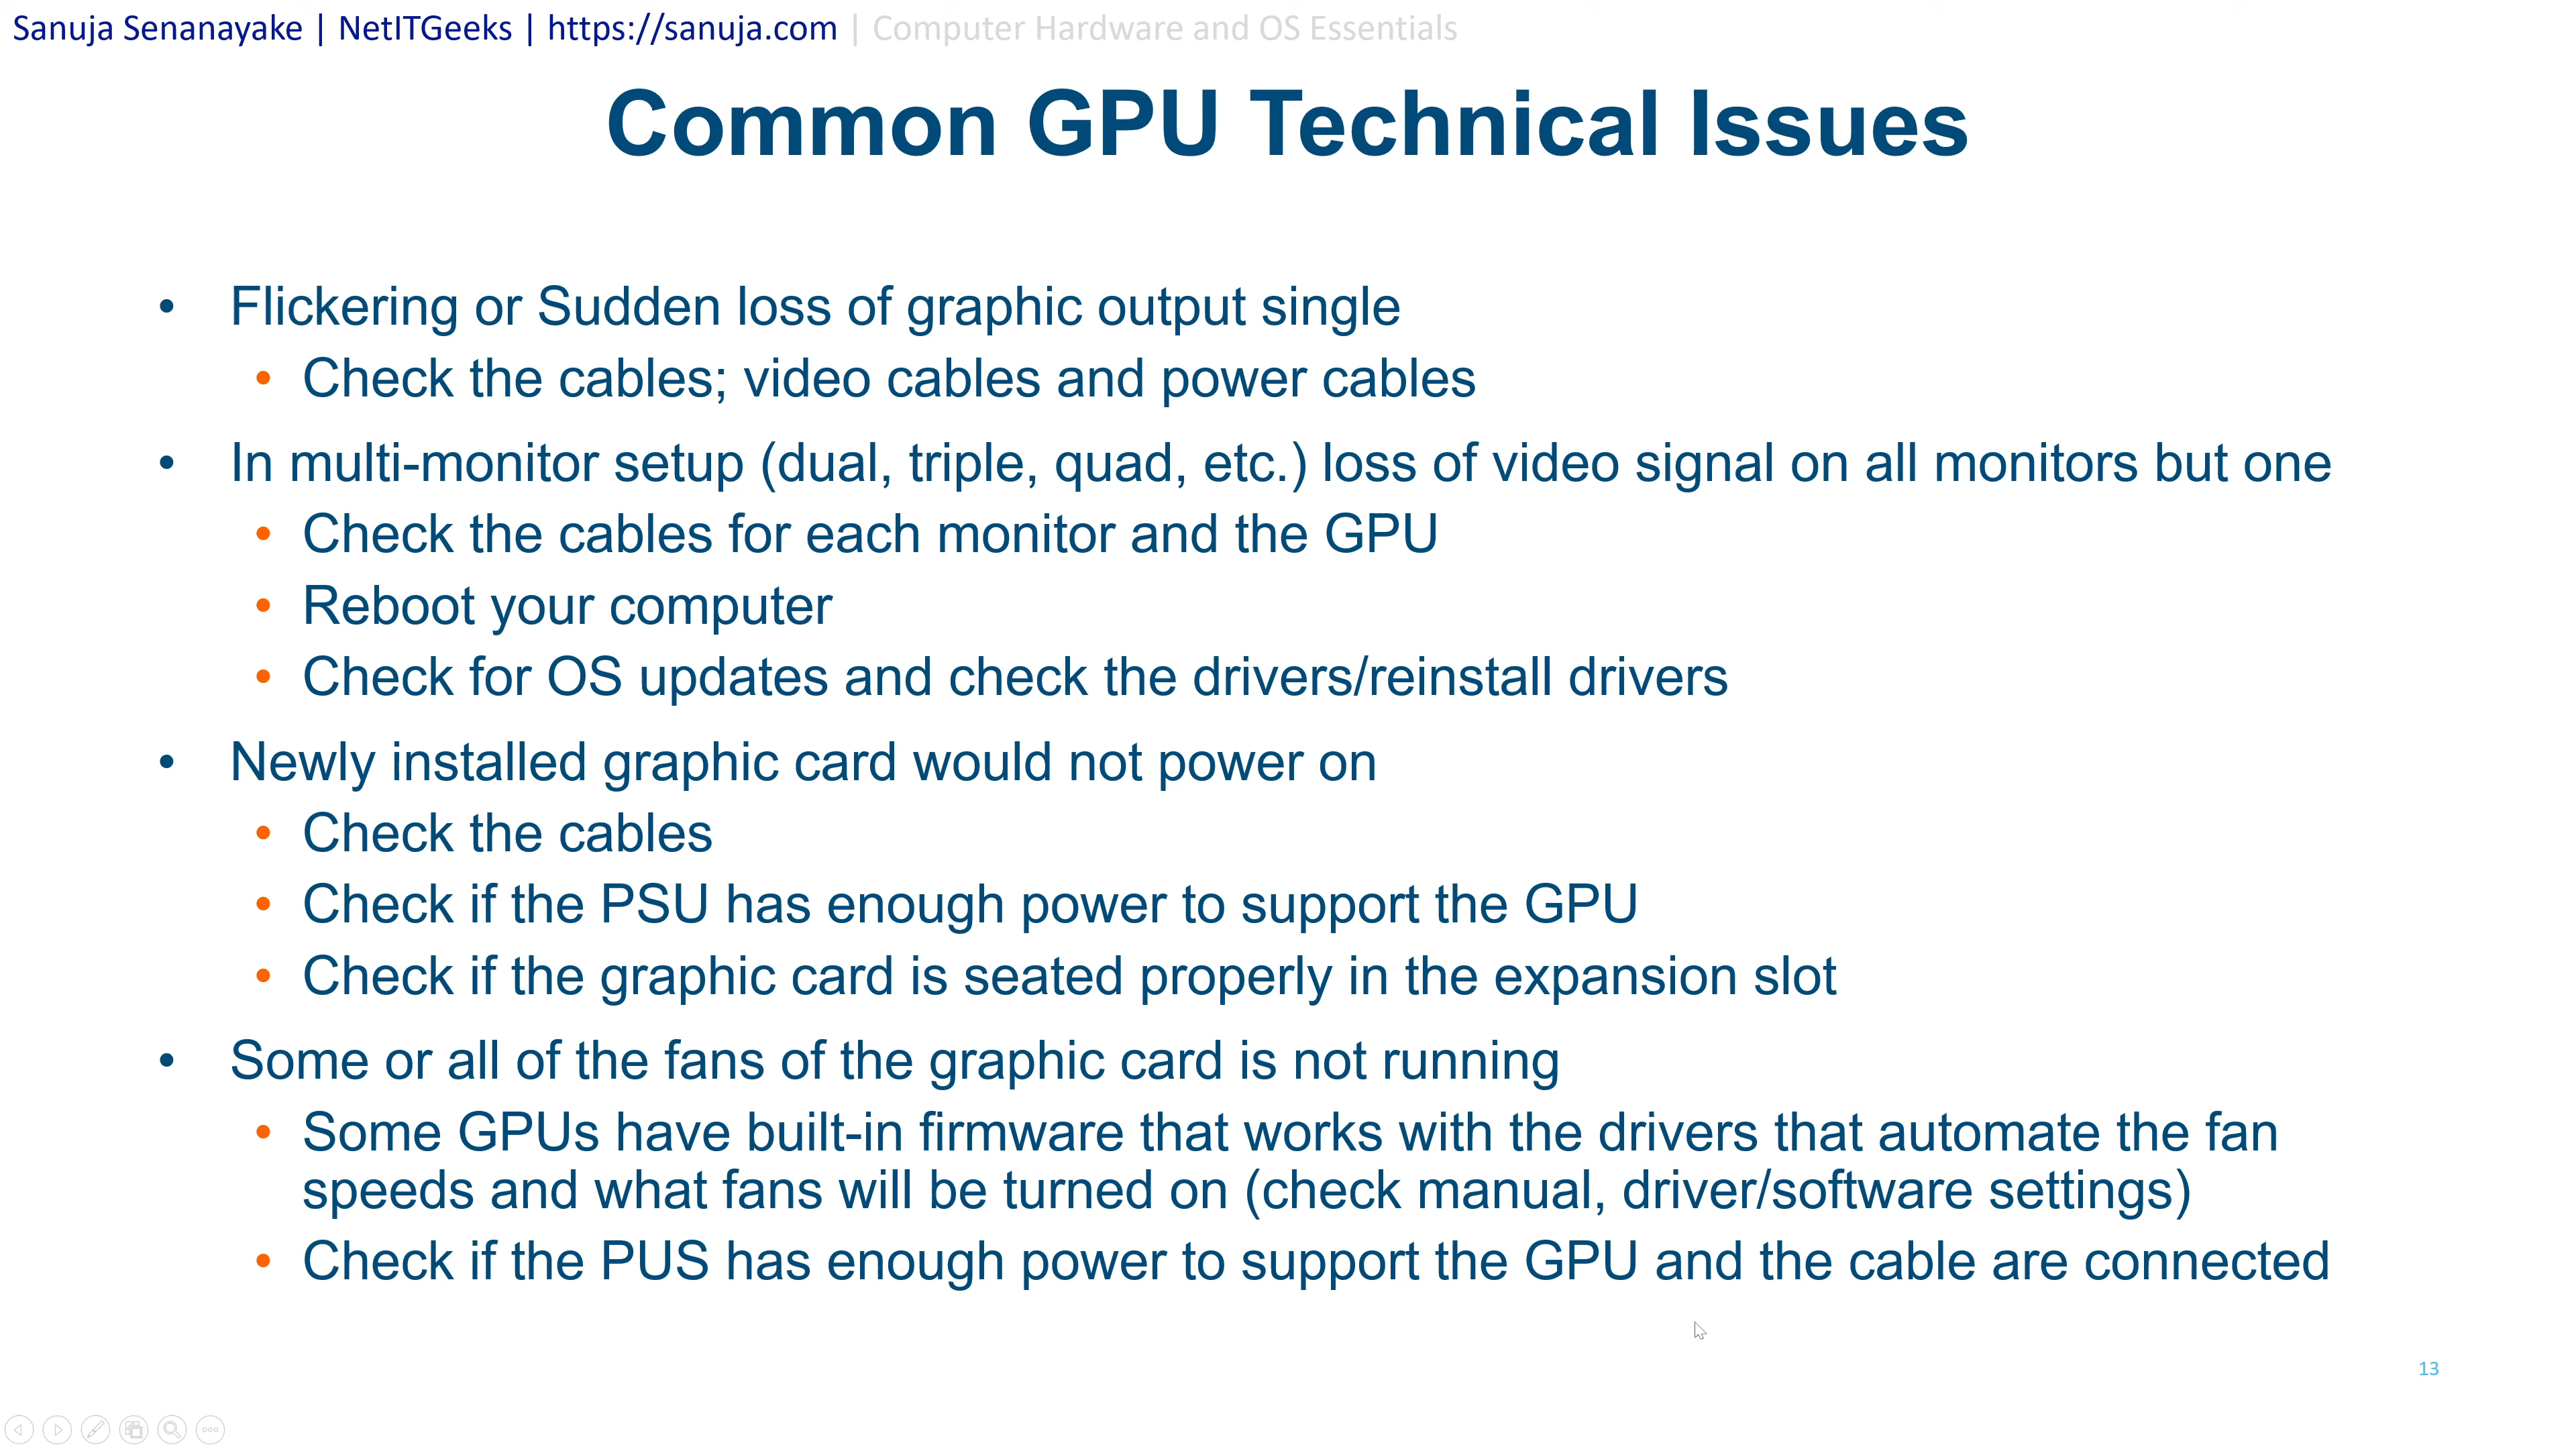 Sanuja Senanayake | NetITGeeks | https://sanuja.com | Computer Hardware and OS Essentials
Common GPU Technical Issues
• Flickering or Sudden loss of graphic output single
• Check the cables; video cables and power cables
• In multi-monitor setup (dual, triple, quad, etc.) loss of video signal on all monitors but one
• Check the cables for each monitor and the GPU
• Reboot your computer
• Check for OS updates and check the drivers/reinstall drivers
• Newly installed graphic card would not power on
• Check the cables
• Check if the PSU has enough power to support the GPU
• Check if the graphic card is seated properly in the expansion slot
• Some or all of the fans of the graphic card is not running
• Some GPUs have built-in firmware that works with the drivers that automate the fan
speeds and what fans will be turned on (check manual, driver/software settings)
• Check if the PUS has enough power to support the GPU and the cable are connected
13